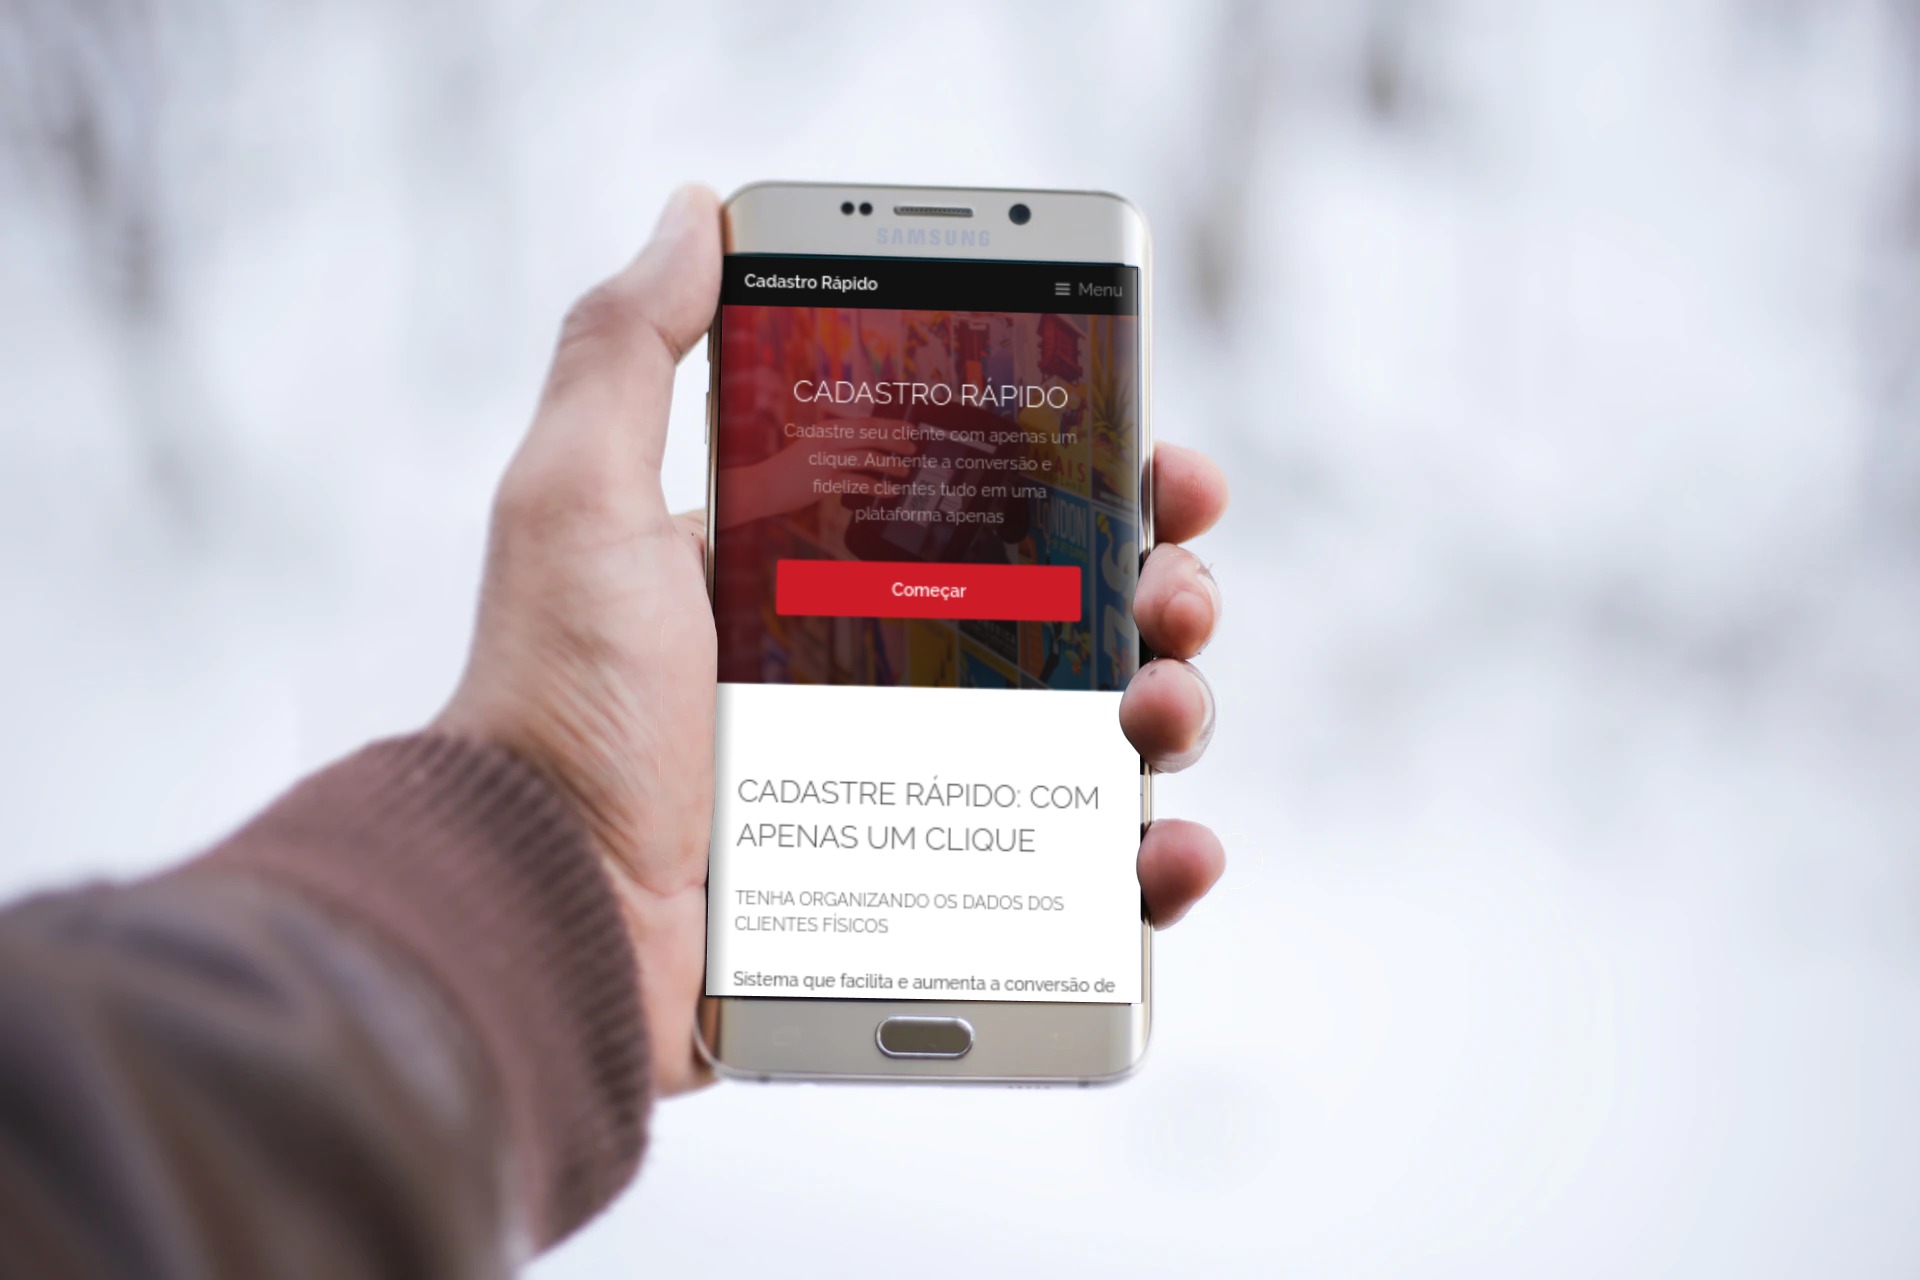 SAMSUNG
Cadastro Rápido
Menu
CADASTRO RÁPIDO
Cadastre seu cliente com apenas um
clique. Aumente a conversão e
fidelize clientes tudo em uma
plataforma apenas
LONDON
Começar
CADASTRE RÁPIDO: COM
APENAS UM CLIQUE
TENHA ORGANIZANDO OS DADOS DOS
CLIENTES FÍSICOS
Sistema que facilita e aumenta a conversão de